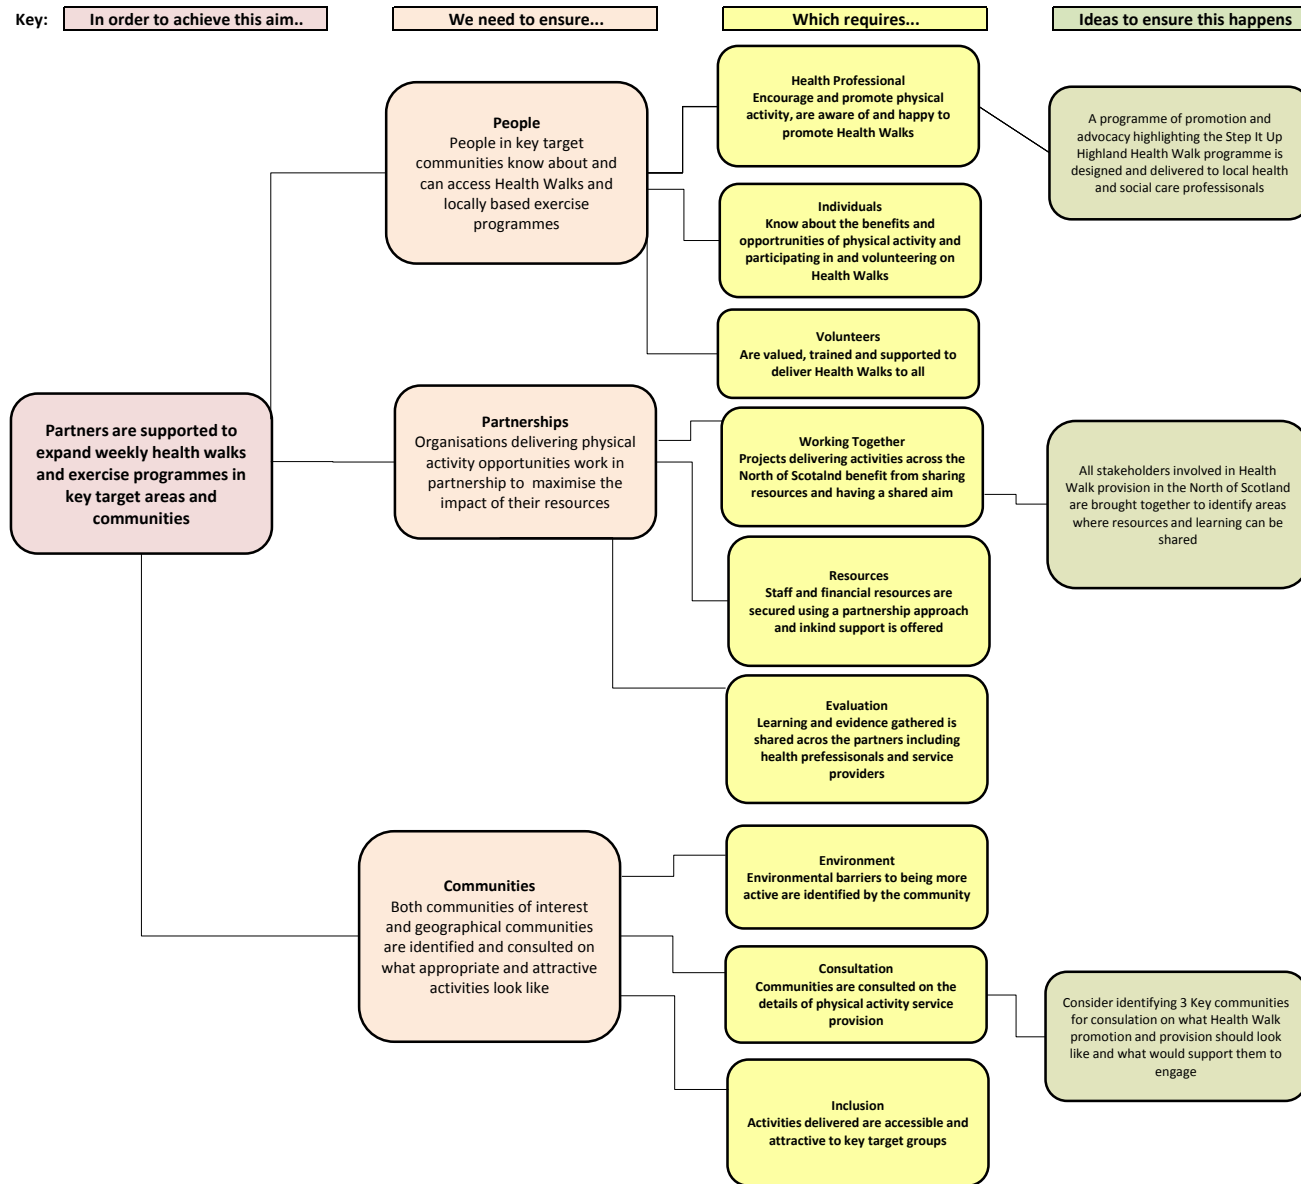 Key:
In order to achieve this aim..
We need to ensure...
Which requires...
Ideas to ensure this happens
Partners are supported to
expand weekly health walks
and exercise programmes in
key target areas and
communities
People
People in key target
communities know about and
can access Health Walks and
locally based exercise
programmes
Health Professional
Encourage and promote physical
activity, are aware of and happy to
promote Health Walks
A programme of promotion and
advocacy highlighting the Step It Up
Highland Health Walk programme is
designed and delivered to local health
and social care professisonals
Individuals
Know about the benefits and
opportrunities of physical activity and
participating in and volunteering on
Health Walks
Volunteers
Are valued, trained and supported to
deliver Health Walks to all
Partnerships
Organisations delivering physical
activity opportunities work in
partnership to  maximise the
impact of their resources
Working Together
Projects delivering activities across the
North of Scotalnd benefit from sharing
resources and having a shared aim
All stakeholders involved in Health
Walk provision in the North of Scotland
are brought together to identify areas
where resources and learning can be
shared
Resources
Staff and financial resources are
secured using a partnership approach
and inkind support is offered
Evaluation
Learning and evidence gathered is
shared acros the partners including
health prefessisonals and service
providers
Communities
Both communities of interest
and geographical communities
are identified and consulted on
what appropriate and attractive
activities look like
Environment
Environmental barriers to being more
active are identified by the community
Consultation
Communities are consulted on the
details of physical activity service
provision
Consider identifying 3 Key communities
for consulation on what Health Walk
promotion and provision should look
like and what would support them to
engage
Inclusion
Activities delivered are accessible and
attractive to key target groups